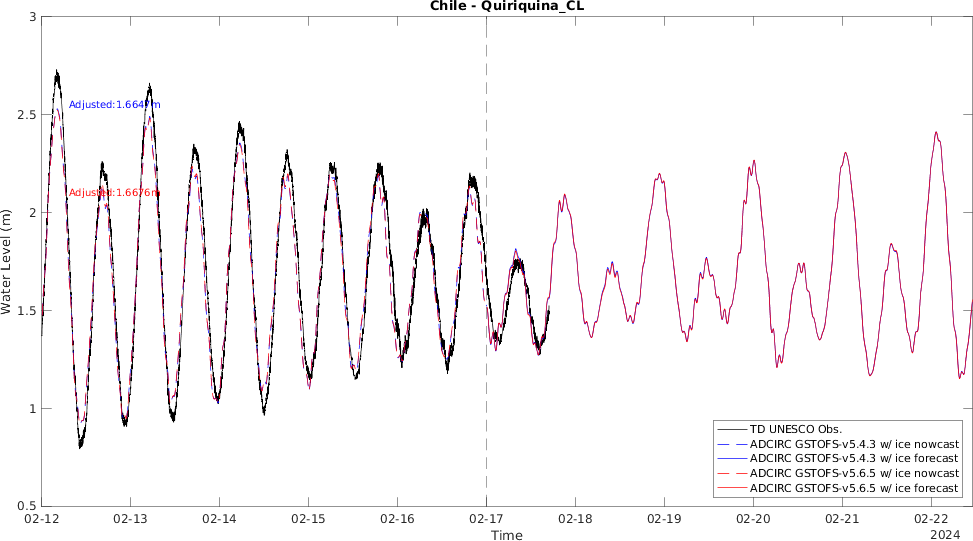 Chile - Quiriquina_CL
3
2.5
2
1.5
1
0.5
Water Level (m)
Adjusted:1.6647m
Adjusted:1.6676m
TD UNESCO Obs.
ADCIRC GSTOFS-v5.4.3 w/ ice nowcast
ADCIRC GSTOFS-v5.4.3 w/ ice forecast
ADCIRC GSTOFS-v5.6.5 w/ ice nowcast
ADCIRC GSTOFS-v5.6.5 w/ ice forecast
02-12 02-13 02-14 02-15 02-16 02-17 02-18 02-19 02-20 02-21 02-22
Time
2024